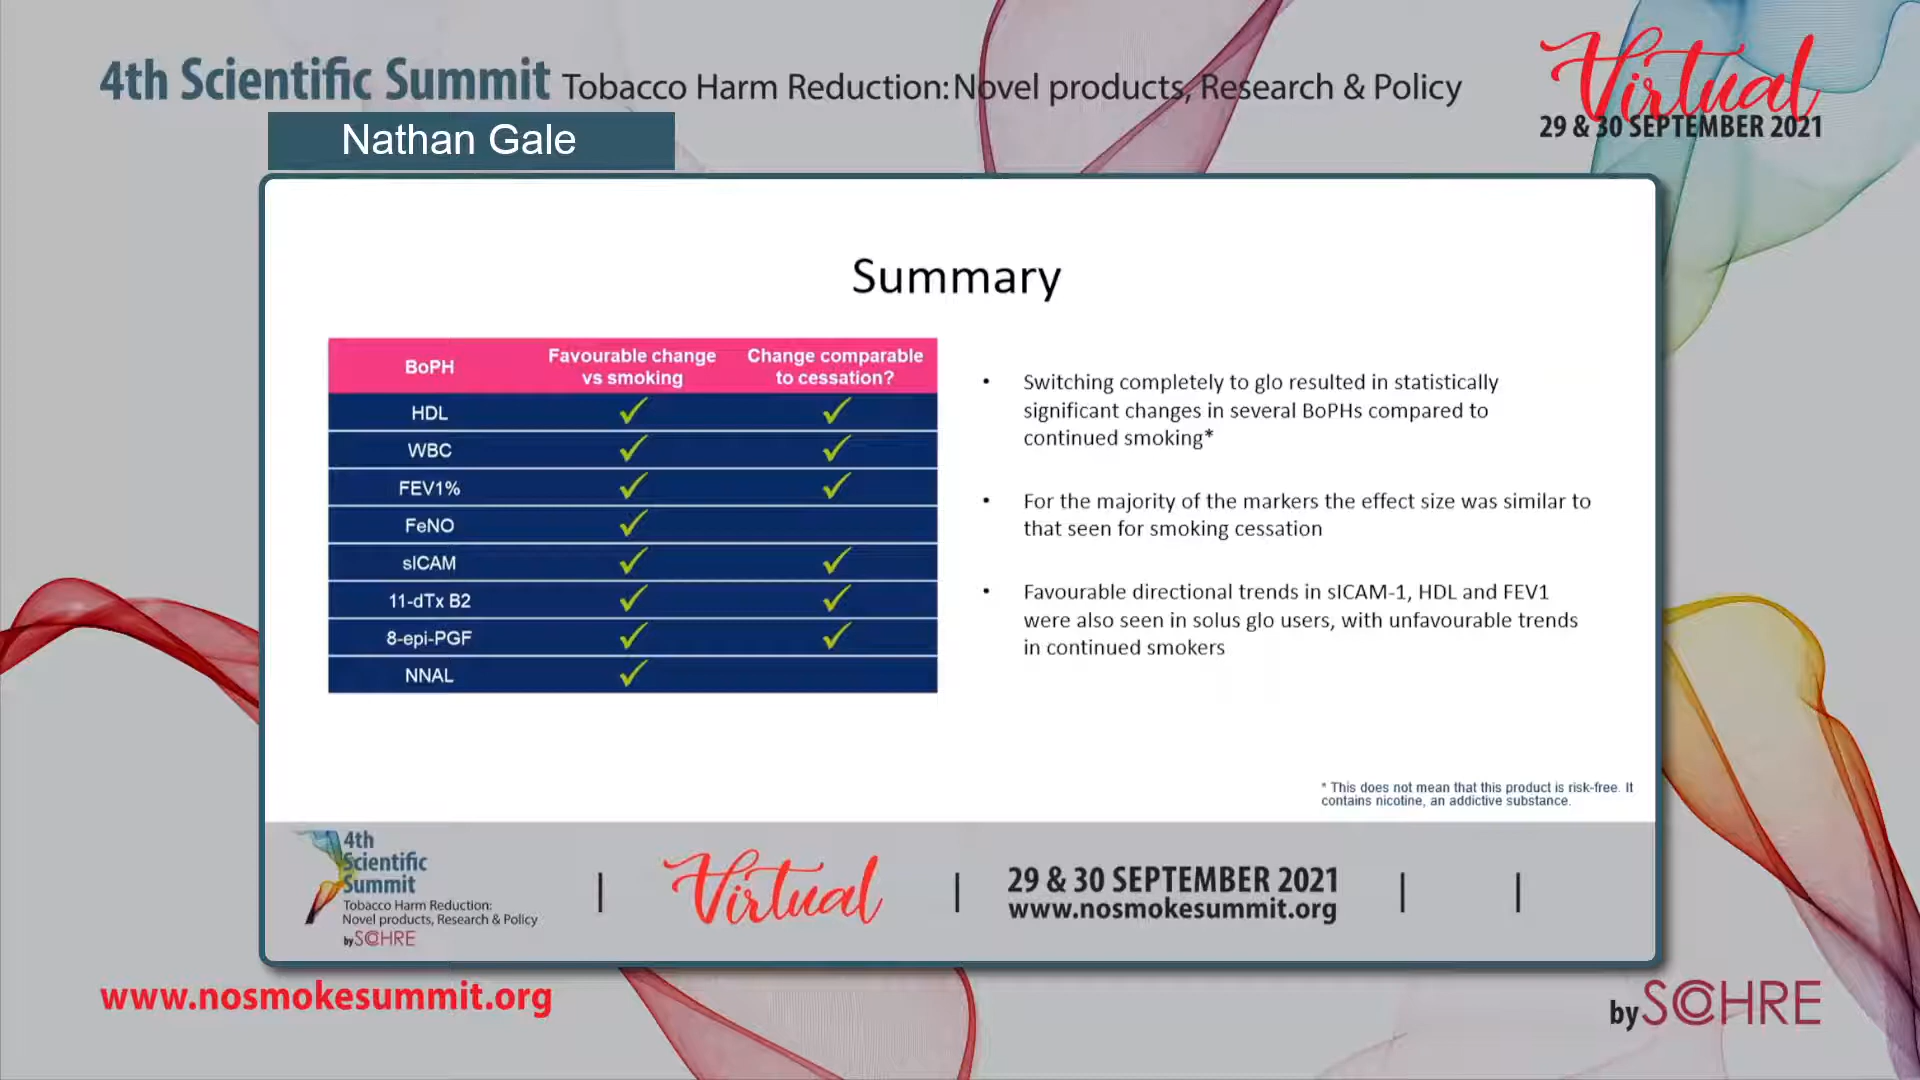 4th Scientific Summit Tobacco Harm Reduction: Novel products, Research & Policy
Virtual
29 & 30 SEPTEMBER 2021
Nathan Gale
Summary
BoPH Favourable change vs smoking Change comparable to cessation?
HDL ✓ ✓
WBC ✓ ✓
FEV1% ✓ ✓
FeNO ✓
sICAM ✓ ✓
11-dTx B2 ✓ ✓
8-epi-PGF ✓ ✓
NNAL ✓
• Switching completely to glo resulted in statistically
significant changes in several BoPHs compared to
continued smoking*
• For the majority of the markers the effect size was similar to
that seen for smoking cessation
• Favourable directional trends in sICAM-1, HDL and FEV1
were also seen in solus glo users, with unfavourable trends
in continued smokers
* This does not mean that this product is risk-free. It
contains nicotine, an addictive substance.
4th
Scientific
Summit
Tobacco Harm Reduction:
Novel products, Research & Policy
by SCOHRE
Virtual
29 & 30 SEPTEMBER 2021
www.nosmokesummit.org
www.nosmokesummit.org
by SCOHRE